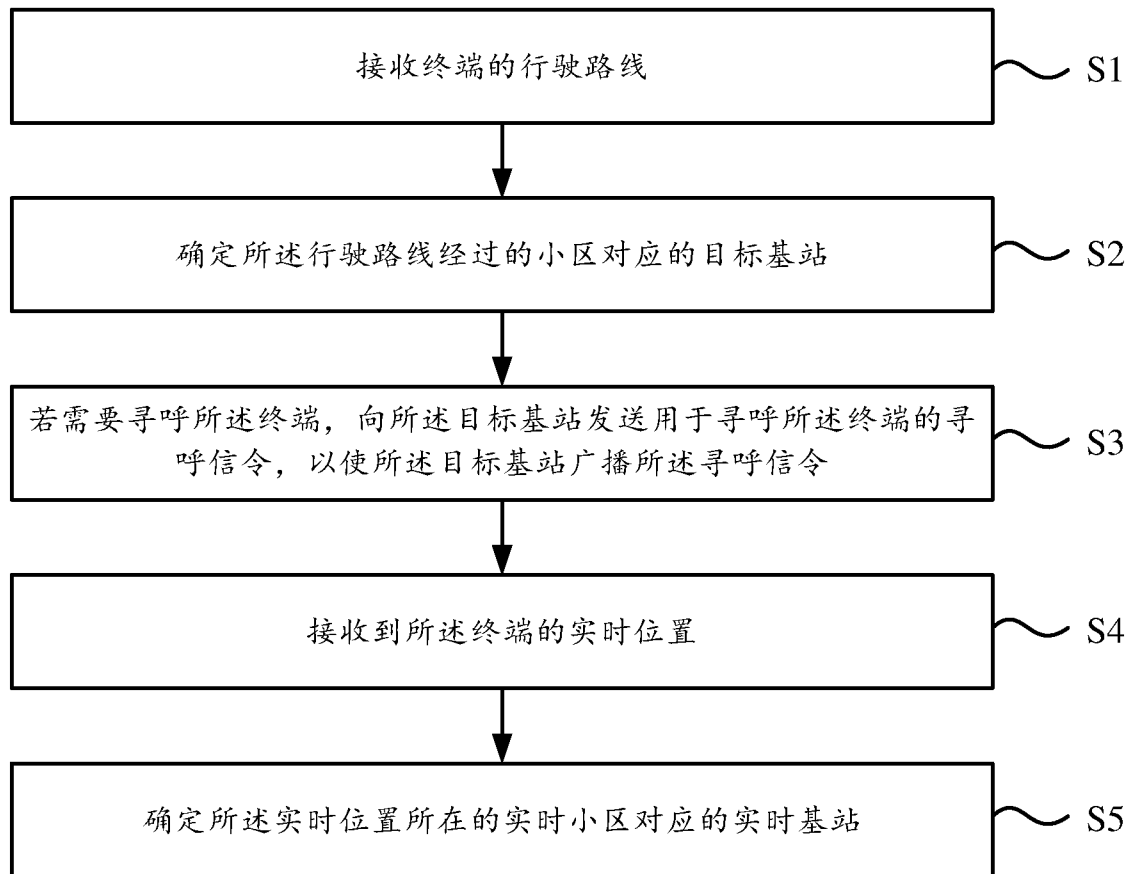 接收终端的行驶路线
S1
确定所述行驶路线经过的小区对应的目标基站
S2
若需要寻呼所述终端，向所述目标基站发送用于寻呼所述终端的寻
呼信令，以使所述目标基站广播所述寻呼信令
S3
接收到所述终端的实时位置
S4
确定所述实时位置所在的实时小区对应的实时基站
S5